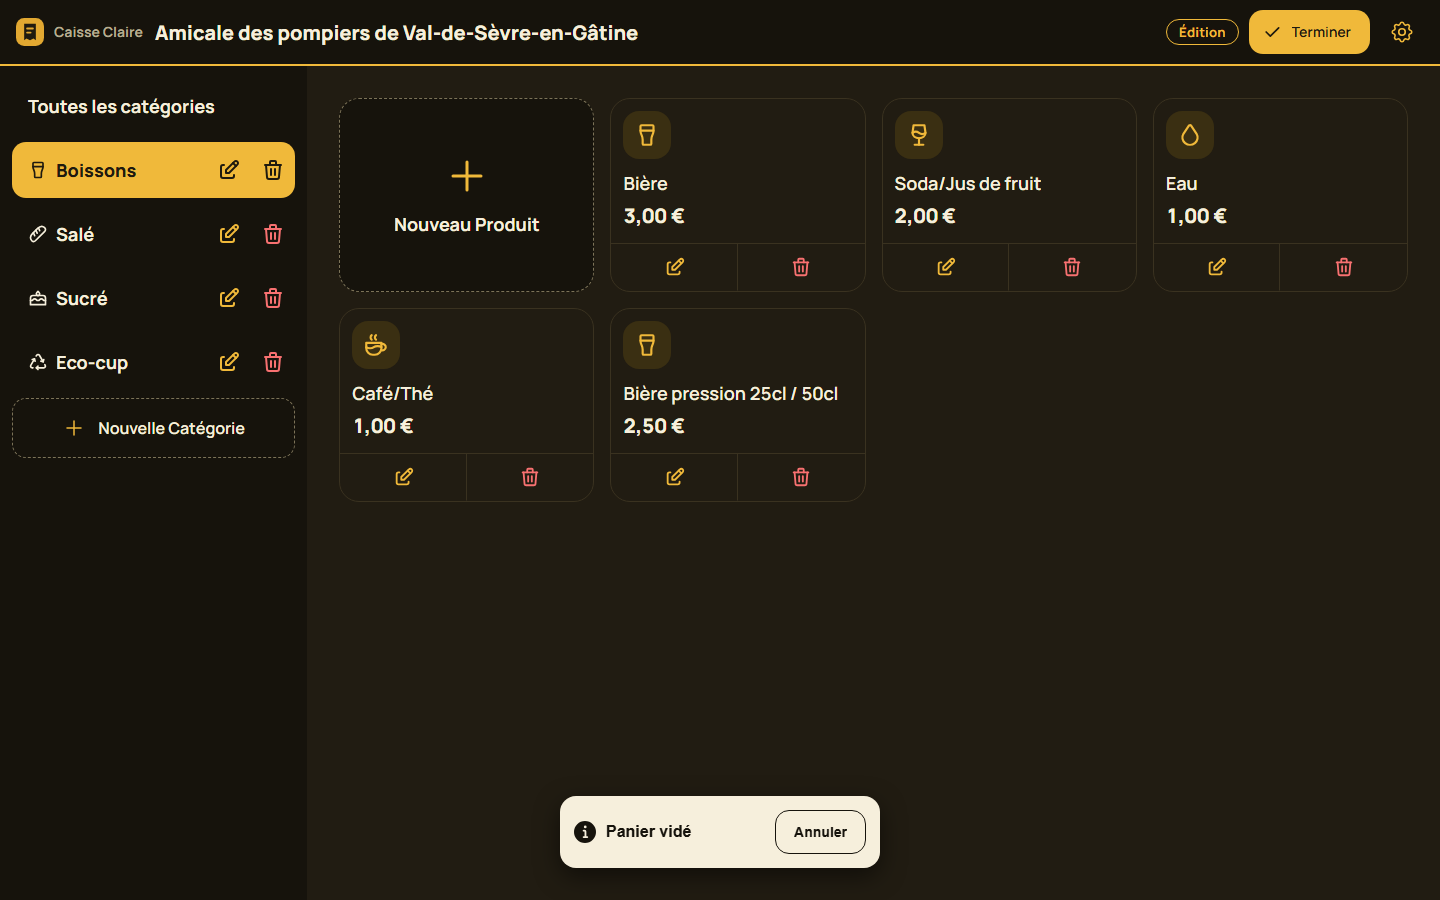 Caisse Claire
Amicale des pompiers de Val-de-Sèvre-en-Gâtine
Édition
Terminer
Toutes les catégories
Boissons
Salé
Sucré
Eco-cup
Nouvelle Catégorie
Nouveau Produit
Bière
3,00 €
Soda/Jus de fruit
2,00 €
Eau
1,00 €
Café/Thé
1,00 €
Bière pression 25cl / 50cl
2,50 €
Panier vidé
Annuler